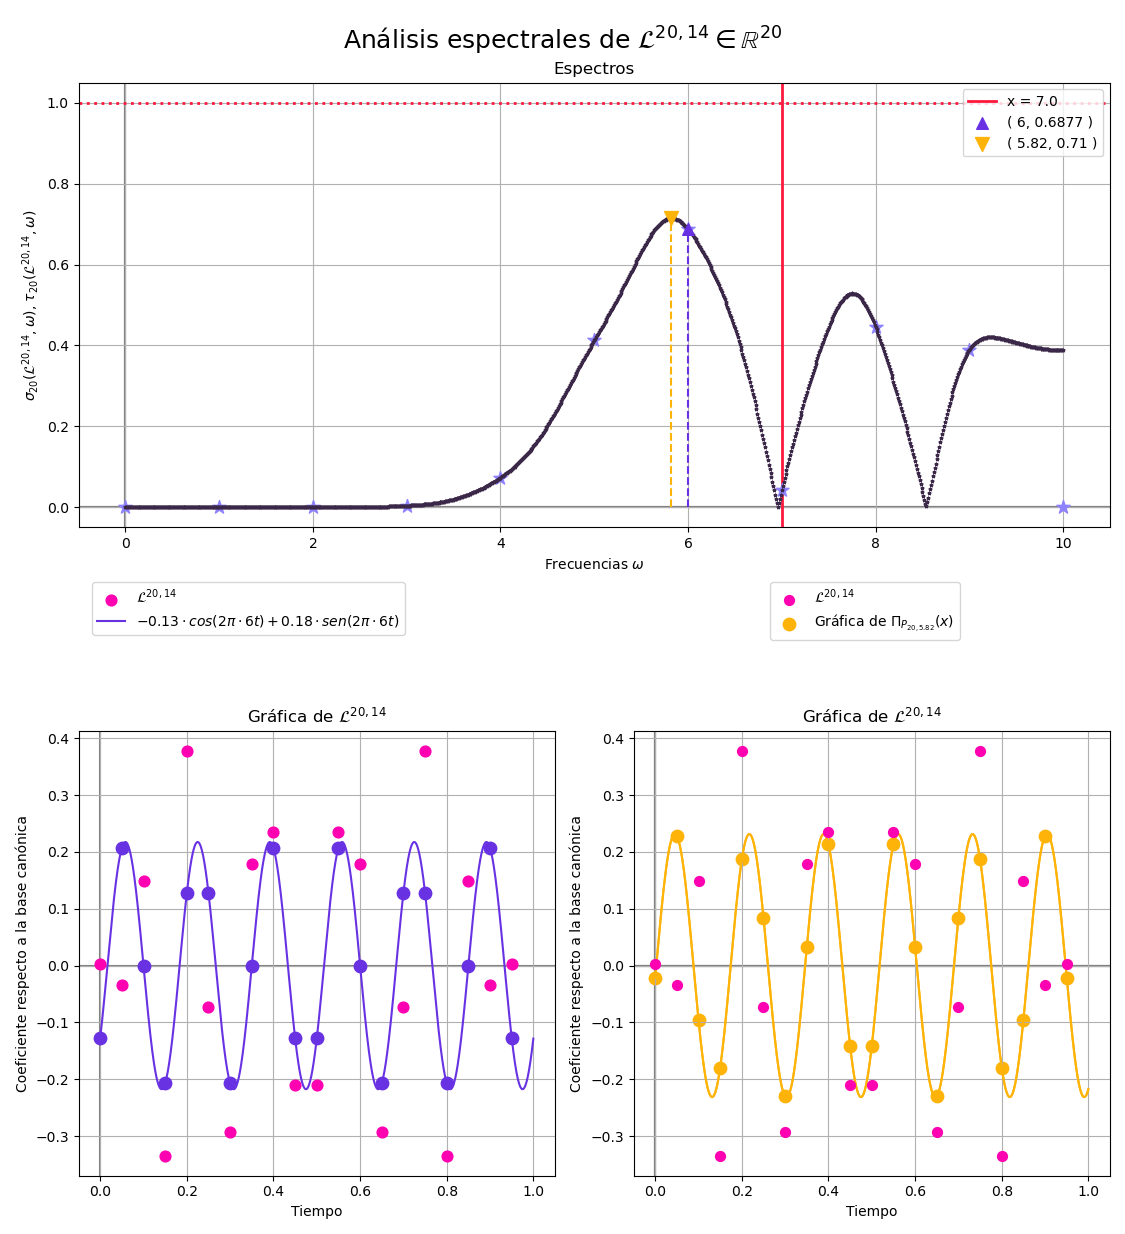 Análisis espectrales de 𝓛^{20,14} ∈ ℝ^{20}
Espectros
1.0
0.8
0.6
0.4
0.2
0.0
σ_{20}(𝓛^{20,14}, ω), τ_{20}(𝓛^{20,14}, ω)
x = 7.0
( 6, 0.6877 )
( 5.82, 0.71 )
0 2 4 6 8 10
Frecuencias ω
𝓛^{20,14}
−0.13 · cos(2π · 6t) + 0.18 · sen(2π · 6t)
𝓛^{20,14}
Gráfica de Π_{P_{20,5.82}}(x)
Gráfica de 𝓛^{20,14}
0.4
0.3
0.2
0.1
0.0
−0.1
−0.2
−0.3
Coeficiente respecto a la base canónica
0.0 0.2 0.4 0.6 0.8 1.0
Tiempo
Gráfica de 𝓛^{20,14}
0.4
0.3
0.2
0.1
0.0
−0.1
−0.2
−0.3
Coeficiente respecto a la base canónica
0.0 0.2 0.4 0.6 0.8 1.0
Tiempo